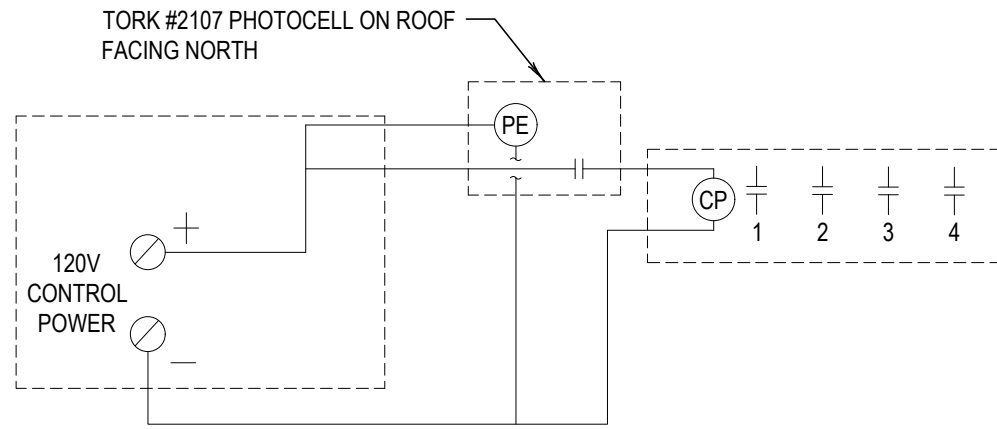 TORK #2107 PHOTOCELL ON ROOF
FACING NORTH
PE
CP
1 2 3 4
+
120V
CONTROL
POWER
—